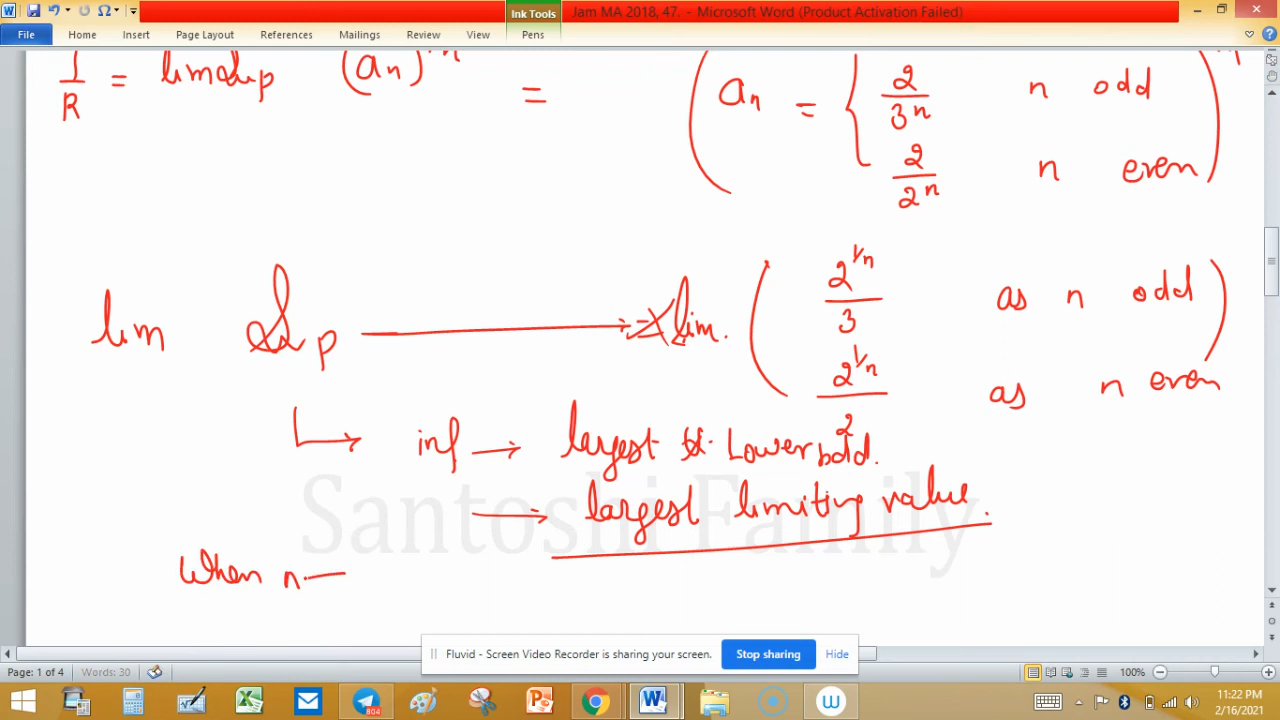 Ink Tools
Jam MA 2018, 47. - Microsoft Word (Product Activation Failed)
File Home Insert Page Layout References Mailings Review View Pens
1/R = lim sup (an)^1/n = ( an = { 2/3^n n odd
2/2^n n even )
lim Sup → lim. ( 2^1/n / 3 as n odd
2^1/n / 2 as n even )
inf → largest Lower bdd.
→ largest limiting value.
Santoshi Family
When n
Fluvid - Screen Video Recorder is sharing your screen. Stop sharing Hide
Page: 1 of 4 Words: 30 100%
804
11:22 PM
2/16/2021